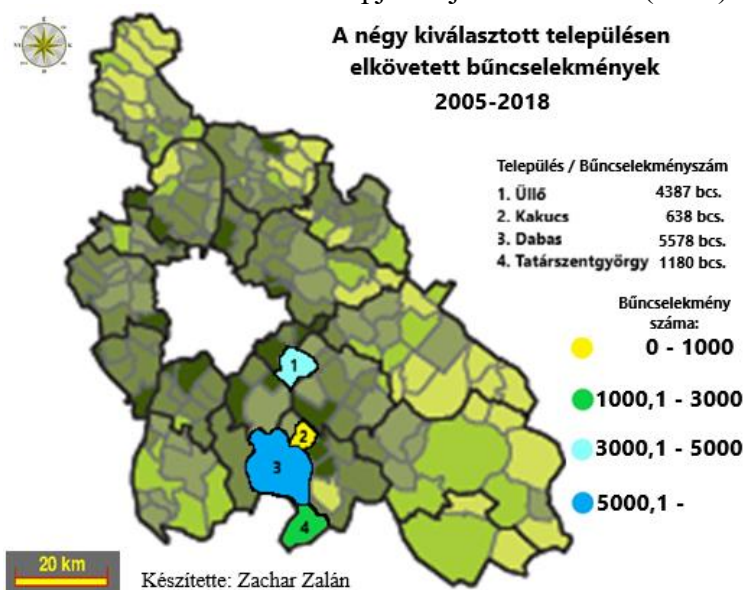 A négy kiválasztott településen
elkövetett bűncselekmények
2005-2018
Település / Bűncselekményszám
1. Üllő 4387 bcs.
2. Kakucs 638 bcs.
3. Dabas 5578 bcs.
4. Tatárszentgyörgy 1180 bcs.
Bűncselekmény
száma:
0 - 1000
1000,1 - 3000
3000,1 - 5000
5000,1 -
1
2
3
4
20 km
Készítette: Zachar Zalán